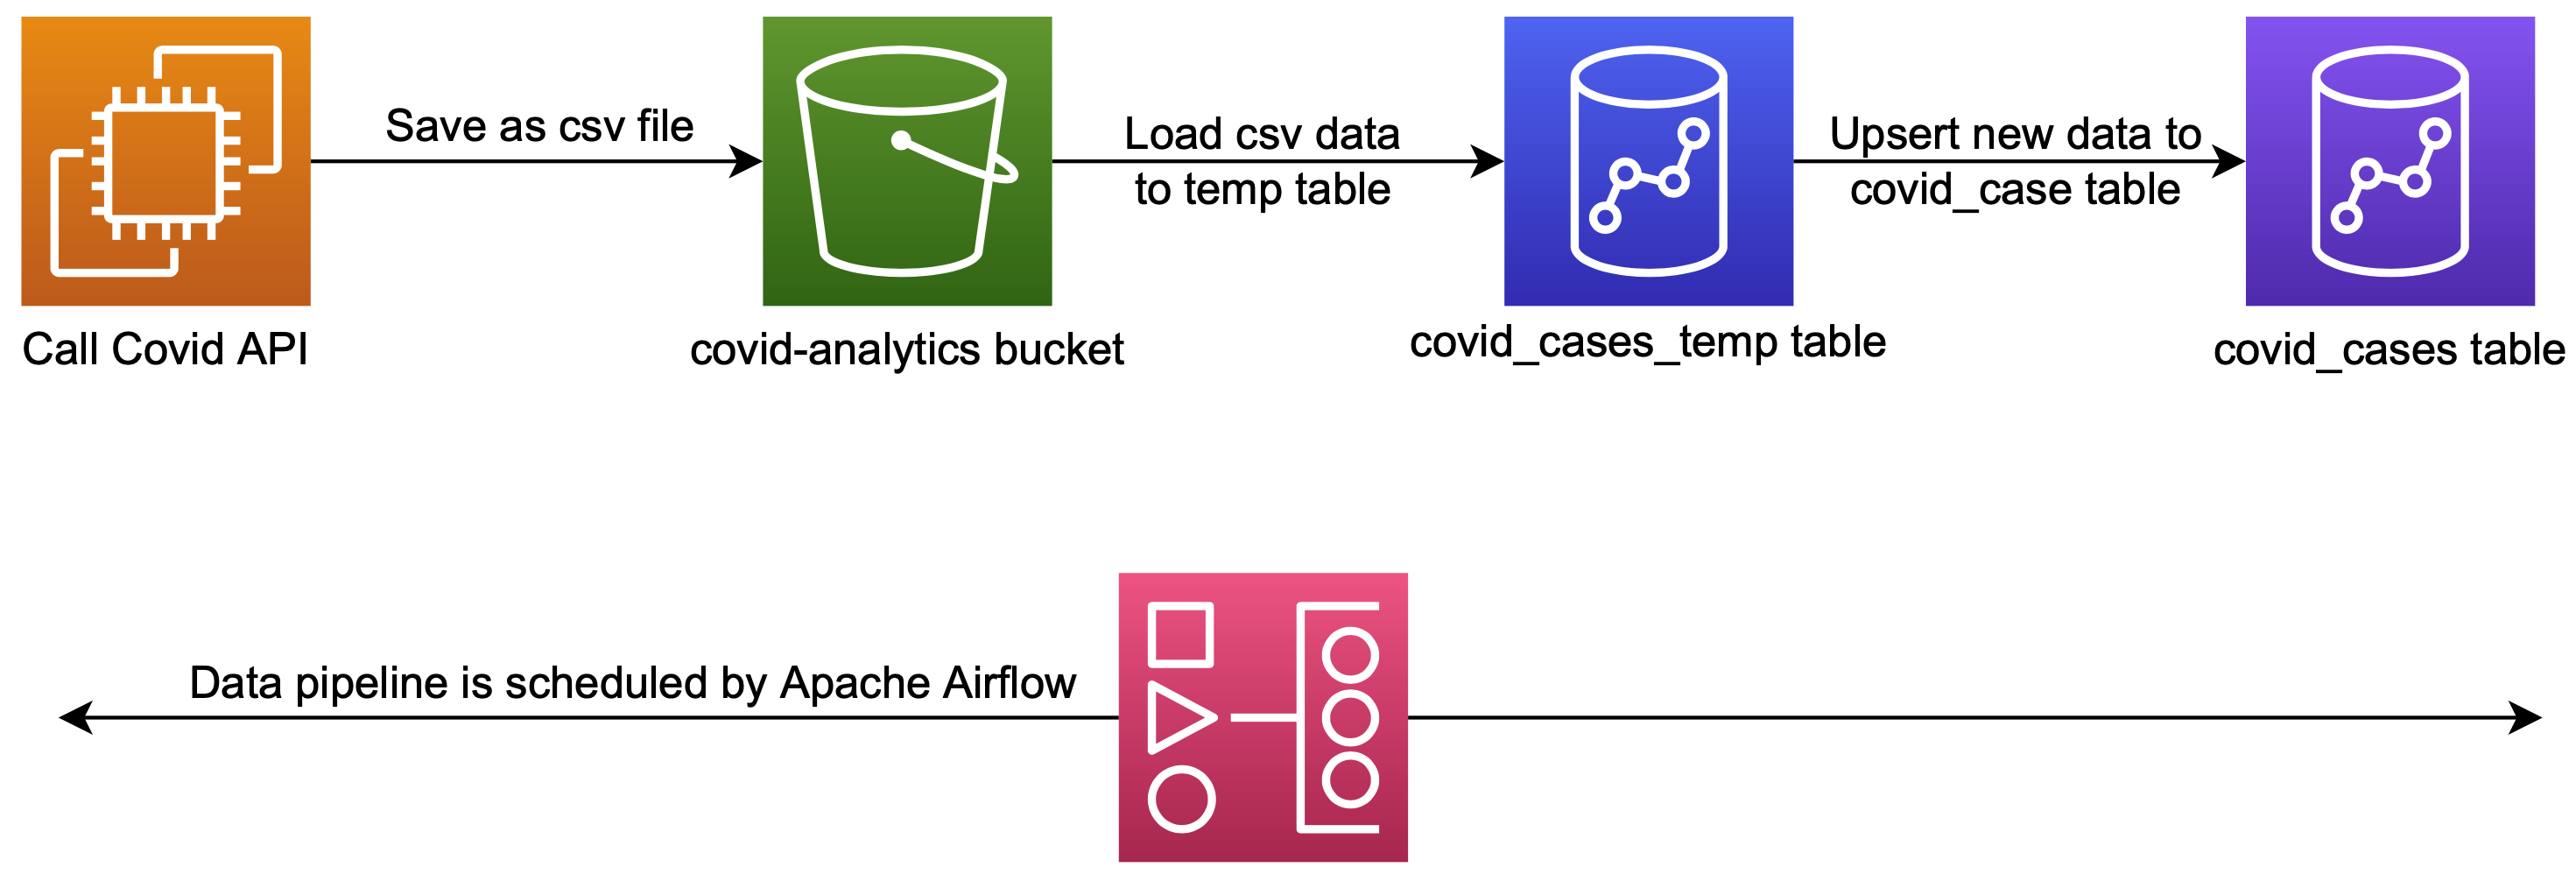 Save as csv file
Load csv data
to temp table
Upsert new data to
covid_case table
Call Covid API
covid-analytics bucket
covid_cases_temp table
covid_cases table
Data pipeline is scheduled by Apache Airflow